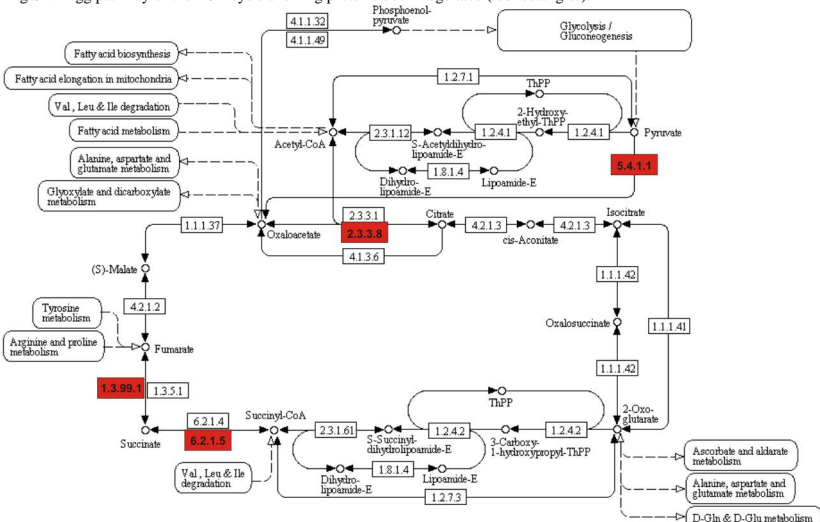 Phosphoenol-
pyruvate
4.1.1.32
4.1.1.49
Glycolysis /
Gluconeogenesis
Fatty acid biosynthesis
Fatty acid elongation in mitochondria
Val , Leu & Ile degradation
Fatty acid metabolism
Alanine, aspartate and
glutamate metabolism
Glyoxylate and dicarboxylate
metabolism
1.2.7.1
ThPP
2-Hydroxy-
ethyl-ThPP
Acetyl-CoA
2.3.1.12
S-Acetyldihydro-
lipoamide-E
1.2.4.1
1.2.4.1
Pyruvate
Dihydro-
lipoamide-E
1.8.1.4
Lipoamide-E
5.4.1.1
1.1.1.37
Oxaloacetate
2.3.3.1
2.3.3.8
4.1.3.6
Citrate
4.2.1.3
cis-Aconitate
4.2.1.3
Isocitrate
(S)-Malate
4.2.1.2
1.1.1.42
Oxalosuccinate
1.1.1.41
1.1.1.42
Tyrosine
metabolism
Arginine and proline
metabolism
Fumarate
1.3.99.1
1.3.5.1
Succinate
6.2.1.4
6.2.1.5
Succinyl-CoA
2.3.1.61
S-Succinyl-
dihydrolipoamide-E
1.2.4.2
ThPP
3-Carboxy-
1-hydroxypropyl-ThPP
1.2.4.2
2-Oxo-
glutarate
Val , Leu & Ile
degradation
Dihydro-
lipoamide-E
1.8.1.4
Lipoamide-E
1.2.7.3
Ascorbate and aldarate
metabolism
Alanine, aspartate and
glutamate metabolism
D-Gln & D-Glu metabolism